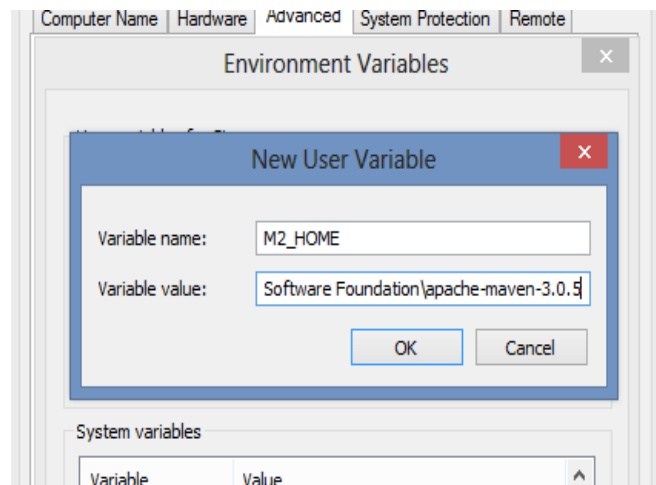 Computer Name Hardware Advanced System Protection Remote
Environment Variables
New User Variable
Variable name: M2_HOME
Variable value: Software Foundation\apache-maven-3.0.5
OK Cancel
System variables
Variable Value